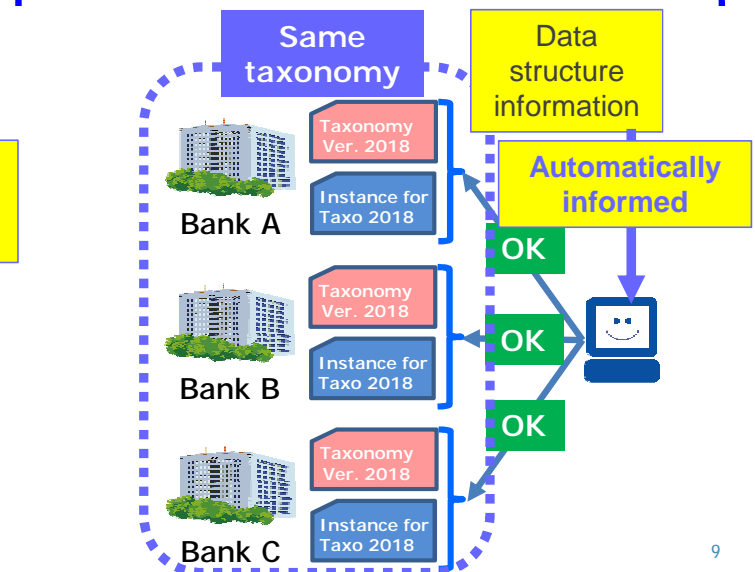 Same
taxonomy
Data
structure
information
Automatically
informed
Taxonomy
Ver. 2018
Instance for
Taxo 2018
Bank A
OK
Taxonomy
Ver. 2018
Instance for
Taxo 2018
Bank B
OK
Taxonomy
Ver. 2018
Instance for
Taxo 2018
Bank C
OK
9